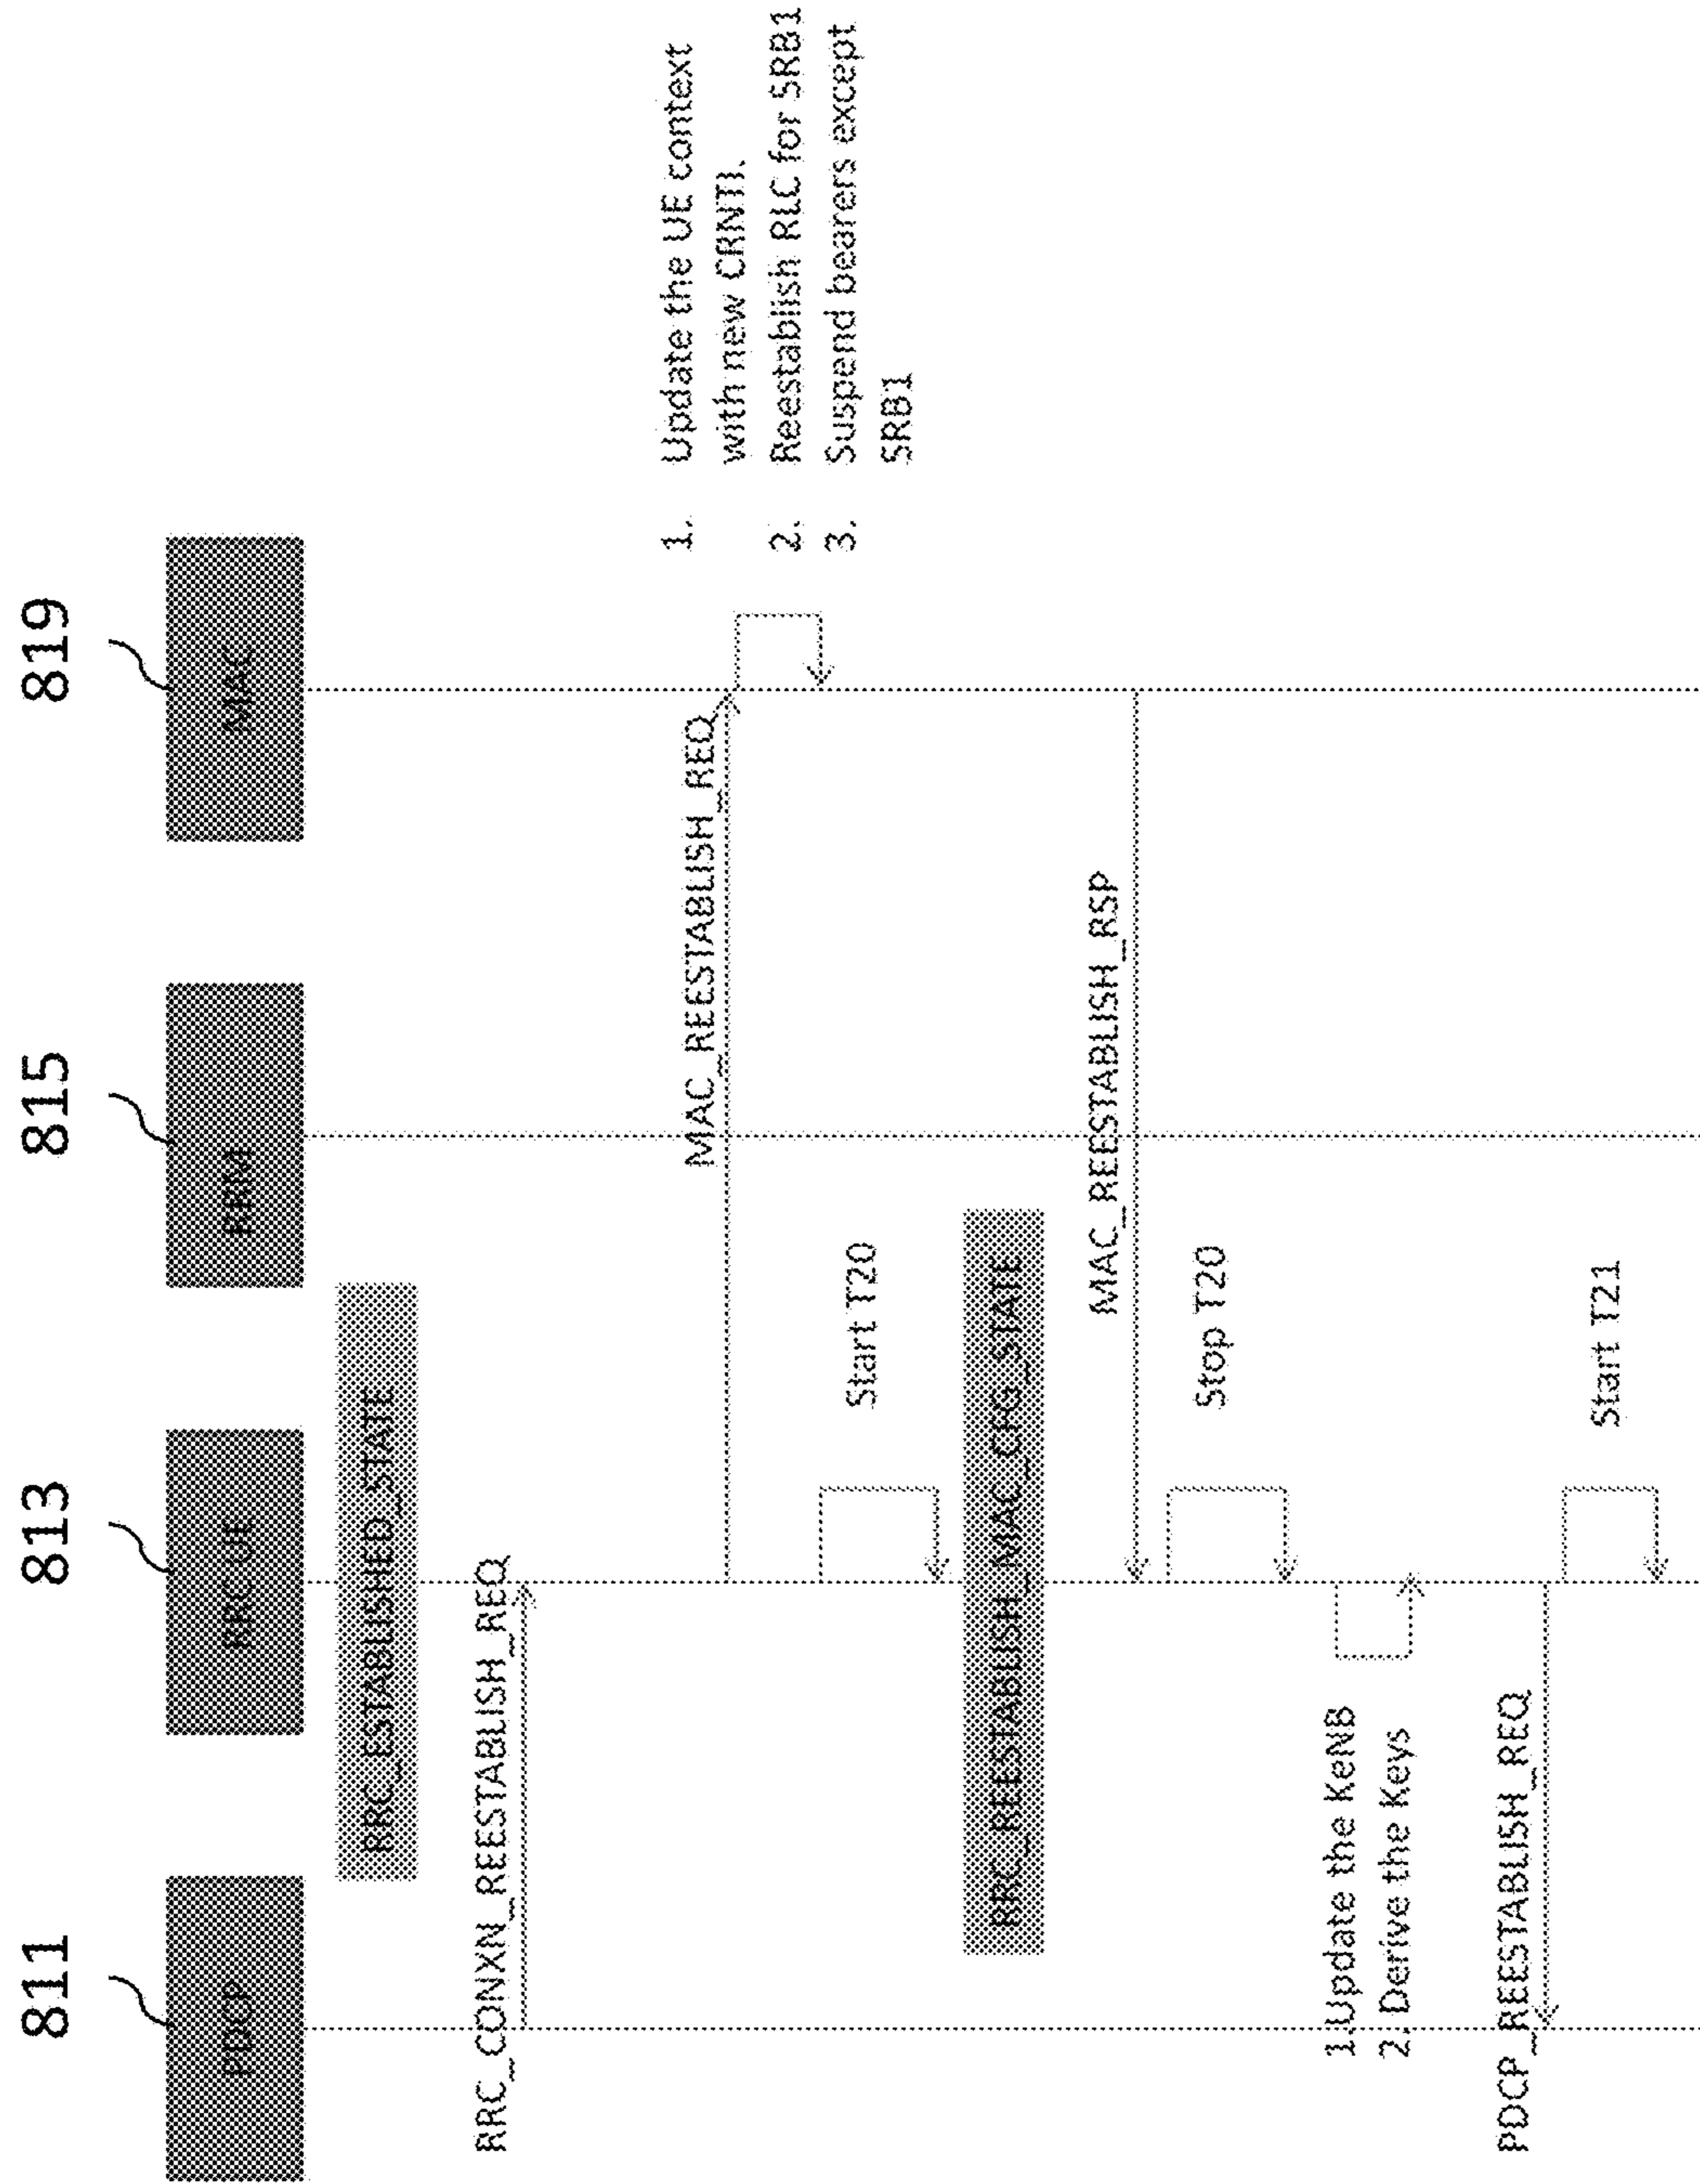 811
813
815
819
PDCP
RRCUE
RRM
MAC
RRC_ESTABLISHED_STATE
RRC_CONXN_REESTABLISH_REQ
MAC_REESTABLISH_REQ
1. Update the UE context
with new CRNTI.
2. Reestablish RLC for SRB1
3. Suspend bearers except
SRB1
Start T20
RRC_REESTABLISH_MAC_CFG_STATE
MAC_REESTABLISH_RSP
Stop T20
1.Update the KeNB
2.Derive the Keys
PDCP_REESTABLISH_REQ
Start T21